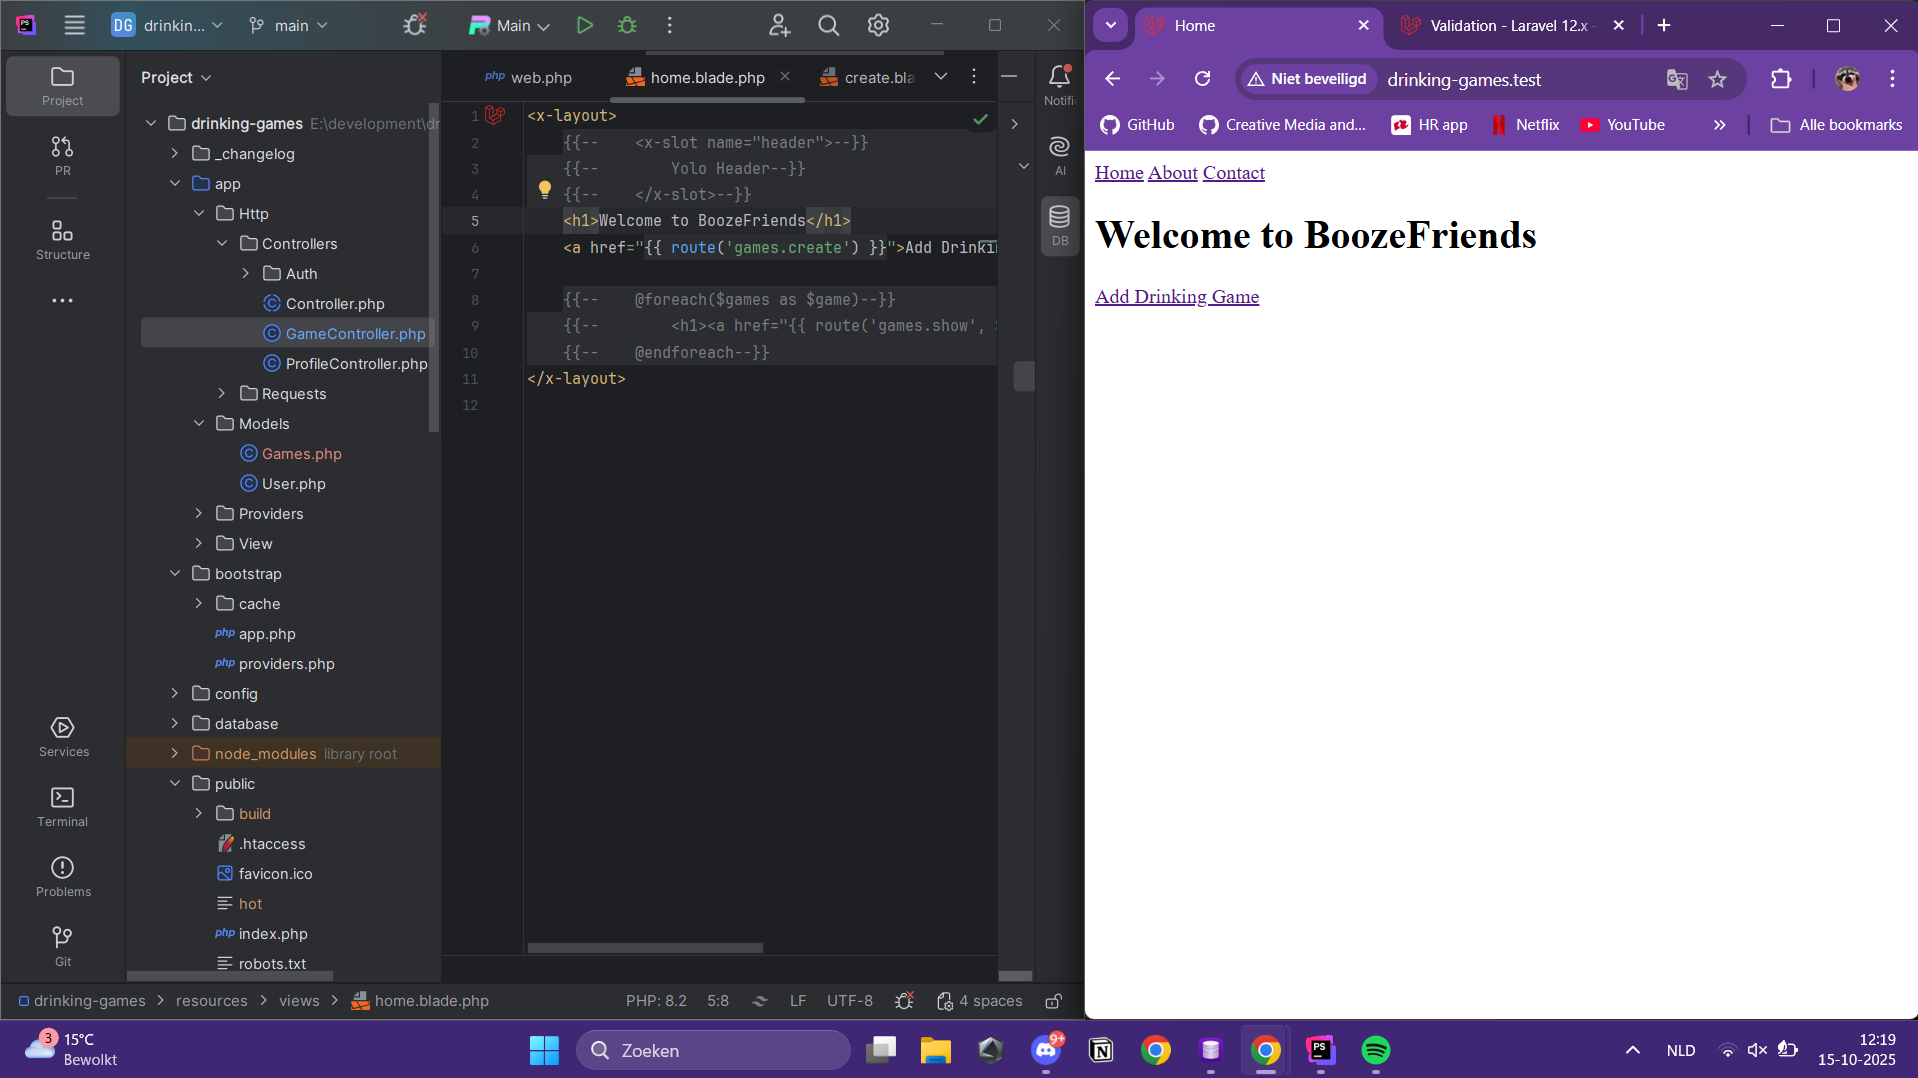 DG drinkin... main Main
Project
PR
Structure
Services
Terminal
Problems
Git
Project
drinking-games E:\development\dr
_changelog
app
Http
Controllers
Auth
Controller.php
GameController.php
ProfileController.php
Requests
Models
Games.php
User.php
Providers
View
bootstrap
cache
php app.php
php providers.php
config
database
node_modules library root
public
build
.htaccess
favicon.ico
hot
php index.php
robots.txt
php web.php home.blade.php create.bla
1 <x-layout>
2 {{-- <x-slot name="header">--}}
3 {{-- Yolo Header--}}
4 {{-- </x-slot>--}}
5 <h1>Welcome to BoozeFriends</h1>
6 <a href="{{ route('games.create') }}">Add Drinkin
7
8 {{-- @foreach($games as $game)--}}
9 {{-- <h1><a href="{{ route('games.show',
10 {{-- @endforeach--}}
11 </x-layout>
12
Notifi
AI
DB
drinking-games > resources > views > home.blade.php PHP: 8.2 5:8 LF UTF-8 4 spaces
Home Validation - Laravel 12.x -
Niet beveiligd drinking-games.test
GitHub Creative Media and... HR app Netflix YouTube » Alle bookmarks
Home About Contact
Welcome to BoozeFriends
Add Drinking Game
3 15°C
Bewolkt
Zoeken
9+
PS
NLD
12:19
15-10-2025